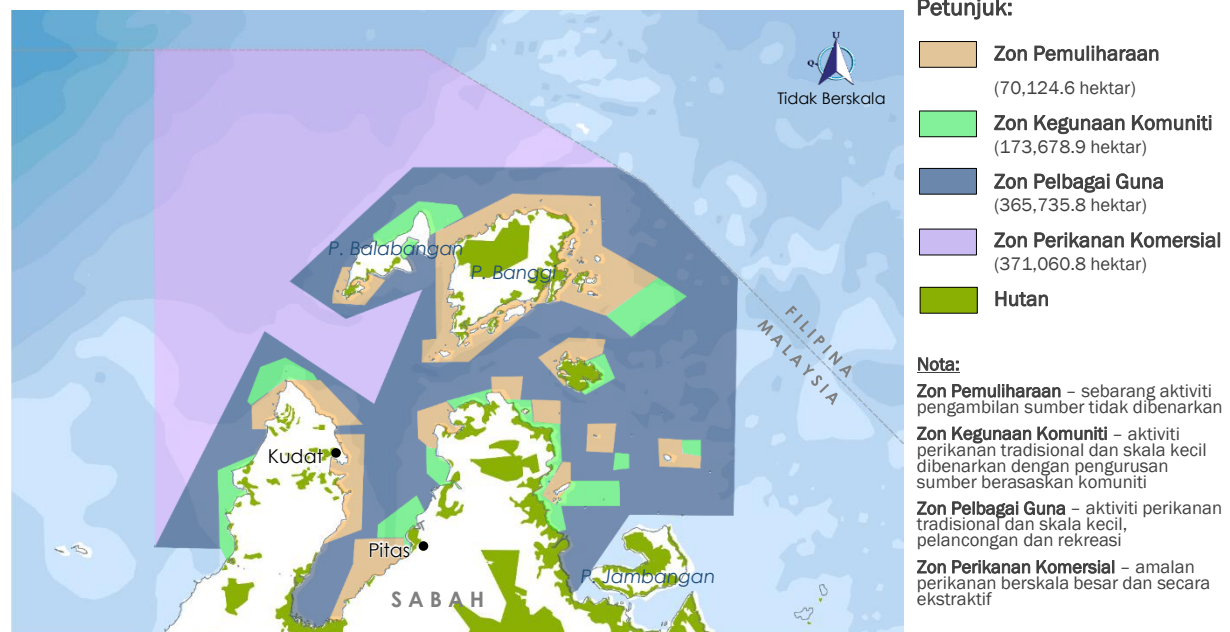 U
Q
Tidak Berskala
P. Balabangan
P. Banggi
FILIPINA
MALAYSIA
Kudat
Pitas
P. Jambangan
SABAH
Petunjuk:
Zon Pemuliharaan
(70,124.6 hektar)
Zon Kegunaan Komuniti
(173,678.9 hektar)
Zon Pelbagai Guna
(365,735.8 hektar)
Zon Perikanan Komersial
(371,060.8 hektar)
Hutan
Nota:
Zon Pemuliharaan – sebarang aktiviti
pengambilan sumber tidak dibenarkan
Zon Kegunaan Komuniti – aktiviti
perikanan tradisional dan skala kecil
dibenarkan dengan pengurusan
sumber berasaskan komuniti
Zon Pelbagai Guna – aktiviti perikanan
tradisional dan skala kecil,
pelancongan dan rekreasi
Zon Perikanan Komersial – amalan
perikanan berskala besar dan secara
ekstraktif